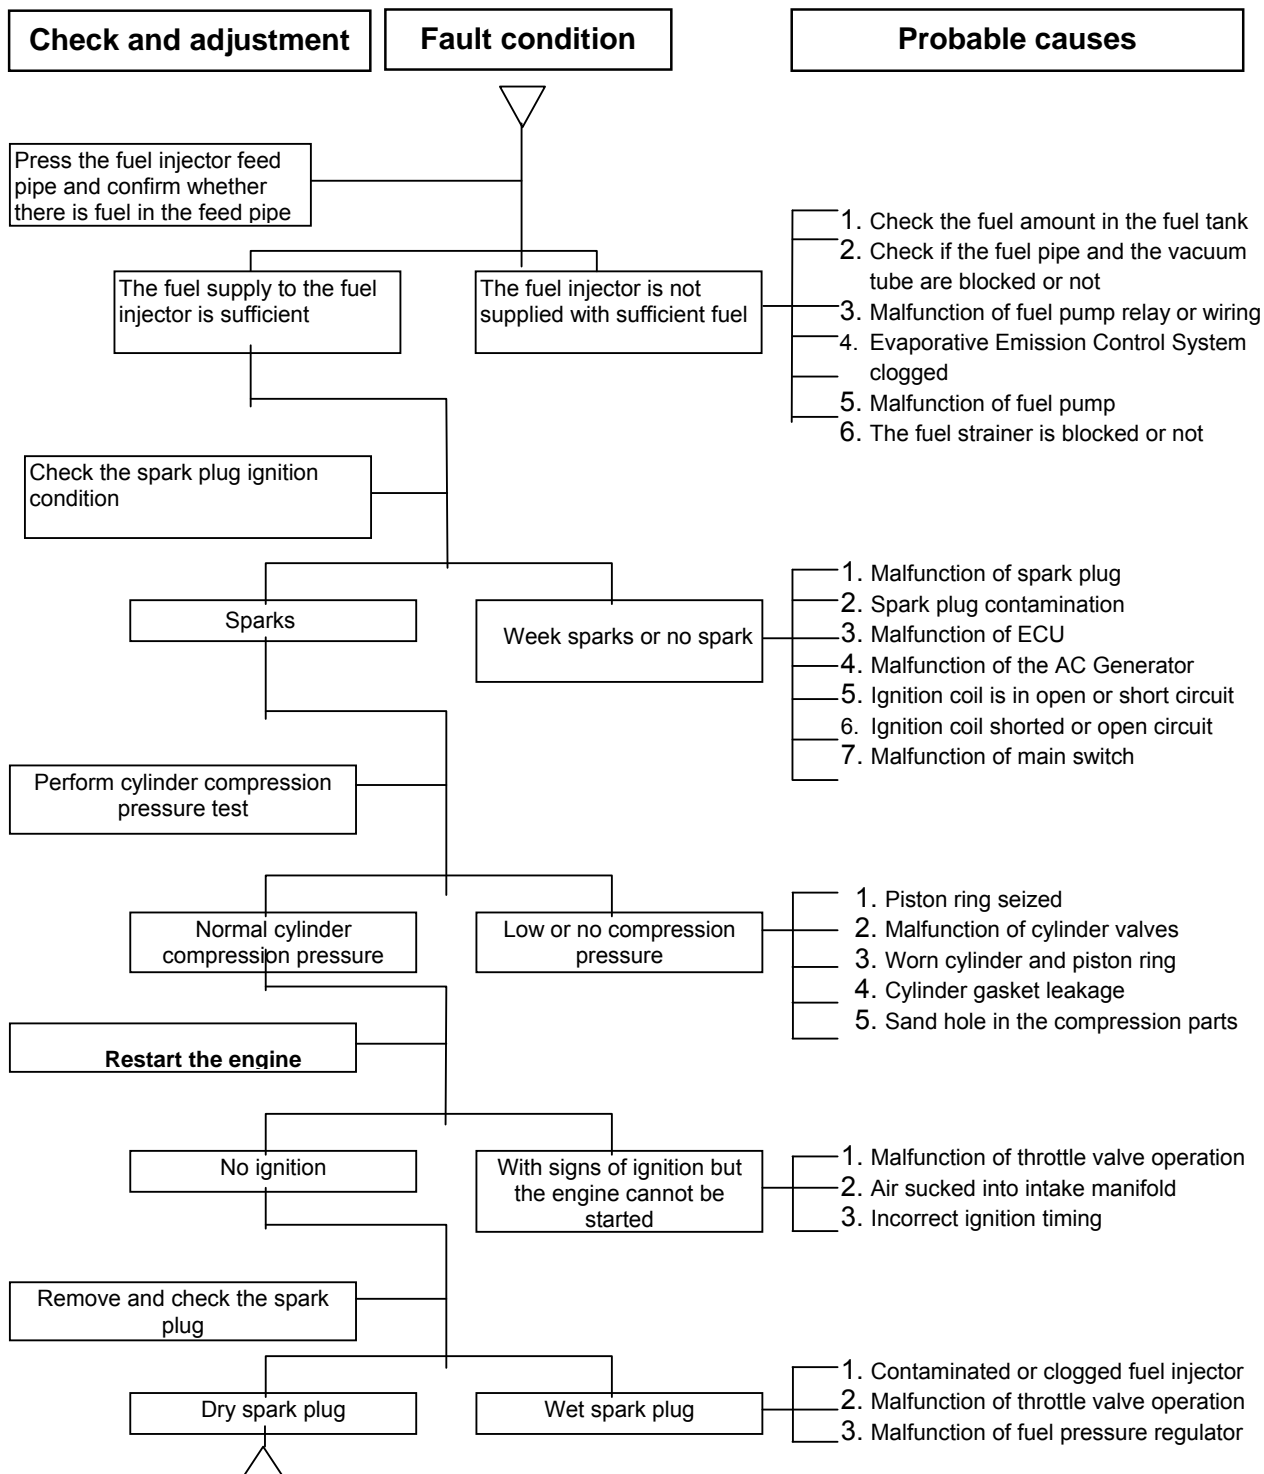 Check and adjustment
Fault condition
Probable causes
Press the fuel injector feed
pipe and confirm whether
there is fuel in the feed pipe
The fuel supply to the fuel
injector is sufficient
The fuel injector is not
supplied with sufficient fuel
1. Check the fuel amount in the fuel tank
2. Check if the fuel pipe and the vacuum
tube are blocked or not
3. Malfunction of fuel pump relay or wiring
4. Evaporative Emission Control System
clogged
5. Malfunction of fuel pump
6. The fuel strainer is blocked or not
Check the spark plug ignition
condition
Sparks
Week sparks or no spark
1. Malfunction of spark plug
2. Spark plug contamination
3. Malfunction of ECU
4. Malfunction of the AC Generator
5. Ignition coil is in open or short circuit
6. Ignition coil shorted or open circuit
7. Malfunction of main switch
Perform cylinder compression
pressure test
Normal cylinder
compression pressure
Low or no compression
pressure
1. Piston ring seized
2. Malfunction of cylinder valves
3. Worn cylinder and piston ring
4. Cylinder gasket leakage
5. Sand hole in the compression parts
Restart the engine
No ignition
With signs of ignition but
the engine cannot be
started
1. Malfunction of throttle valve operation
2. Air sucked into intake manifold
3. Incorrect ignition timing
Remove and check the spark
plug
Dry spark plug
Wet spark plug
1. Contaminated or clogged fuel injector
2. Malfunction of throttle valve operation
3. Malfunction of fuel pressure regulator